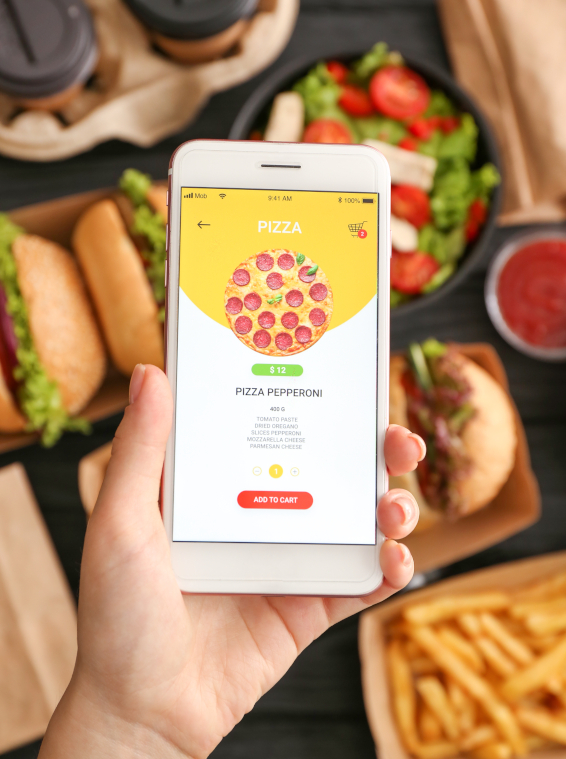 Mob 9:41 AM 100%
PIZZA
2
$ 12
PIZZA PEPPERONI
400 G
TOMATO PASTE
DRIED OREGANO
SLICES PEPPERONI
MOZZARELLA CHEESE
PARMESAN CHEESE
1
ADD TO CART